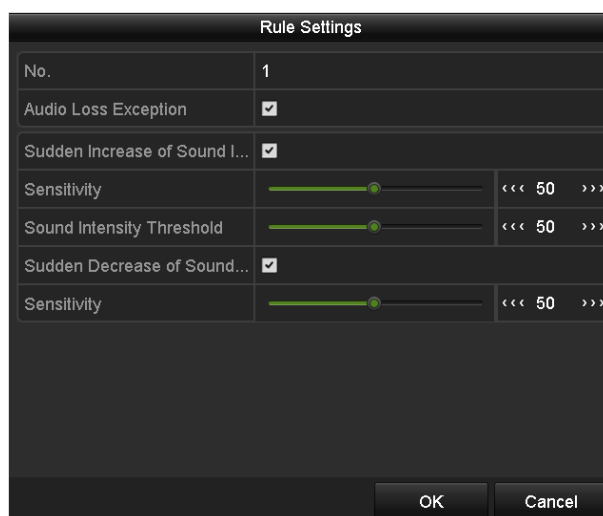 Rule Settings
No. 1
Audio Loss Exception
Sudden Increase of Sound I...
Sensitivity ‹‹‹ 50 ›››
Sound Intensity Threshold ‹‹‹ 50 ›››
Sudden Decrease of Sound...
Sensitivity ‹‹‹ 50 ›››
OK Cancel